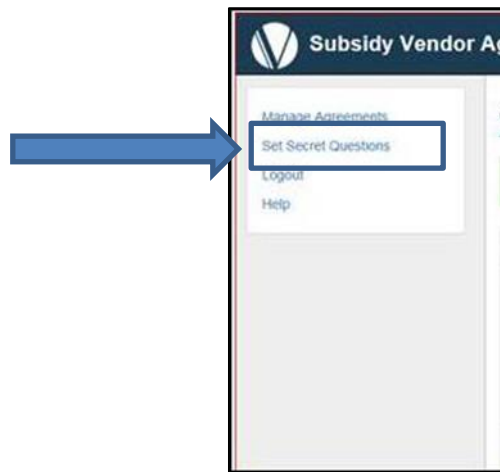 Subsidy Vendor Ag
Manage Agreements
Set Secret Questions
Logout
Help